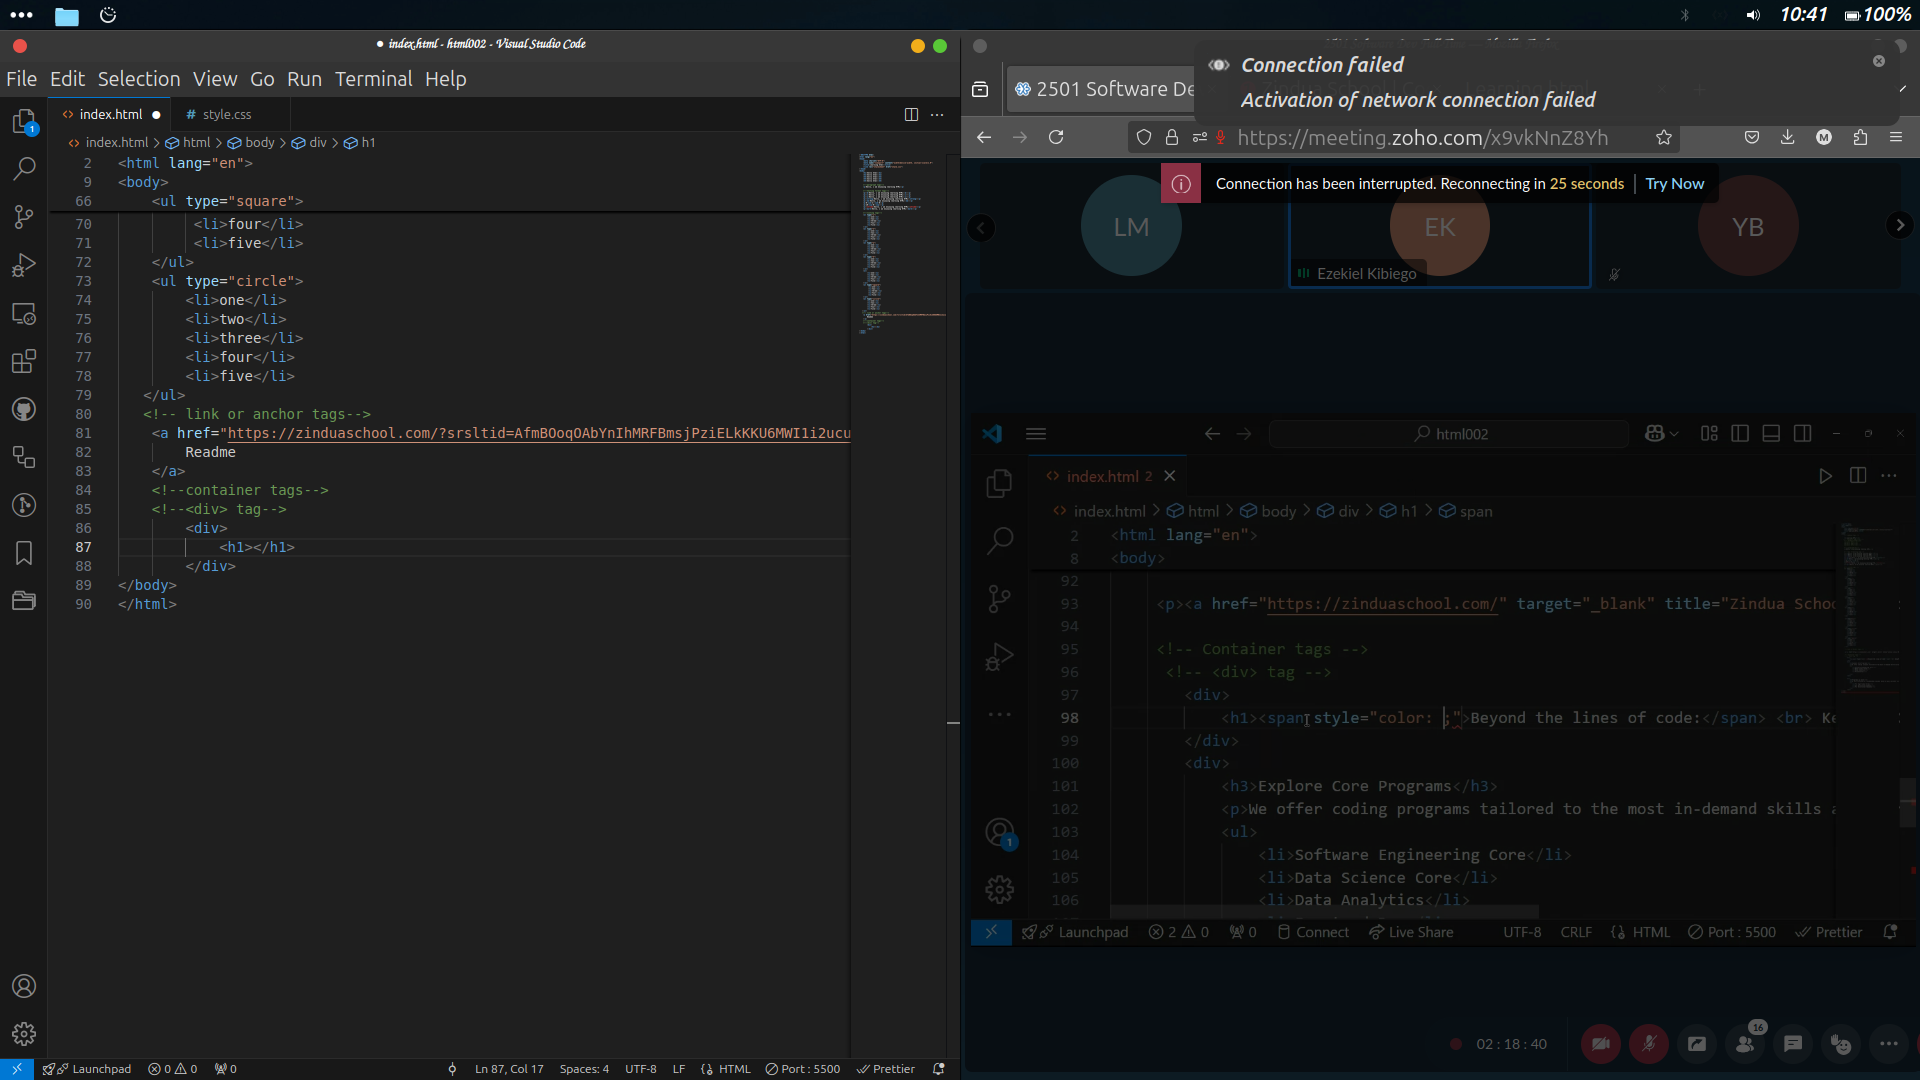 10:41
100%
index.html - html002 - Visual Studio Code
File Edit Selection View Go Run Terminal Help
1
index.html
style.css
index.html > html > body > div > h1
2 <html lang="en">
9 <body>
66 <ul type="square">
70 <li>four</li>
71 <li>five</li>
72 </ul>
73 <ul type="circle">
74 <li>one</li>
75 <li>two</li>
76 <li>three</li>
77 <li>four</li>
78 <li>five</li>
79 </ul>
80 <!-- link or anchor tags-->
81 <a href="https://zinduaschool.com/?srsltid=AfmBOoqOAbYnIhMRFBmsjPziELkKKU6MWI1i2ucu
82 Readme
83 </a>
84 <!--container tags-->
85 <!--<div> tag-->
86 <div>
87 <h1></h1>
88 </div>
89 </body>
90 </html>
Launchpad 0 0 0 Ln 87, Col 17 Spaces: 4 UTF-8 LF HTML Port : 5500 Prettier
2501 Software De
Connection failed
Activation of network connection failed
https://meeting.zoho.com/x9vkNnZ8Yh
Connection has been interrupted. Reconnecting in 25 seconds | Try Now
LM
EK
YB
Ezekiel Kibiego
html002
index.html 2
index.html > html > body > div > h1 > span
2 <html lang="en">
8 <body>
92
93 <p><a href="https://zinduaschool.com/" target="_blank" title="Zindua Schoo
94
95 <!-- Container tags -->
96 <!-- <div> tag -->
97 <div>
98 <h1><span style="color: ;">Beyond the lines of code:</span> <br> Ke
99 </div>
100 <div>
101 <h3>Explore Core Programs</h3>
102 <p>We offer coding programs tailored to the most in-demand skills a
103 <ul>
104 <li>Software Engineering Core</li>
105 <li>Data Science Core</li>
106 <li>Data Analytics</li>
1
Launchpad 2 0 0 Connect Live Share UTF-8 CRLF HTML Port : 5500 Prettier
02 : 18 : 40
16